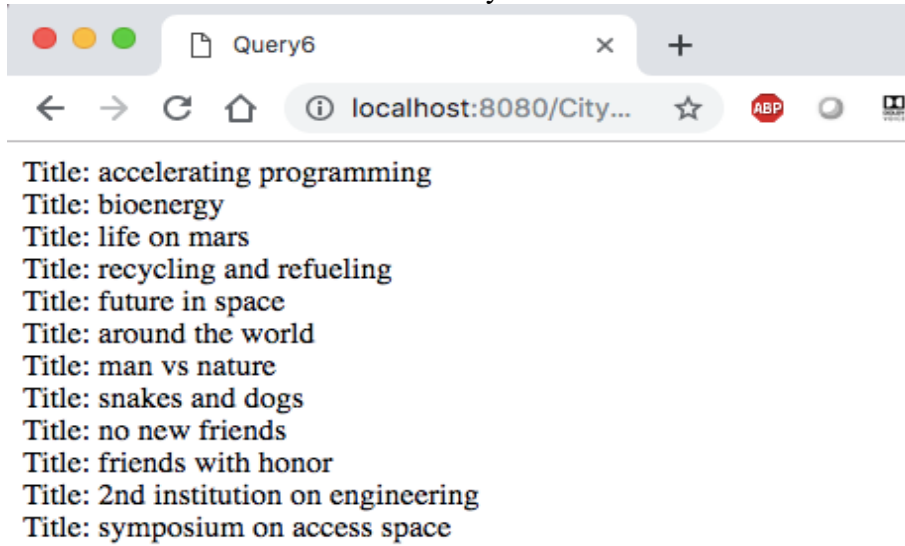 Query6
localhost:8080/City...
ABP
Title: accelerating programming
Title: bioenergy
Title: life on mars
Title: recycling and refueling
Title: future in space
Title: around the world
Title: man vs nature
Title: snakes and dogs
Title: no new friends
Title: friends with honor
Title: 2nd institution on engineering
Title: symposium on access space